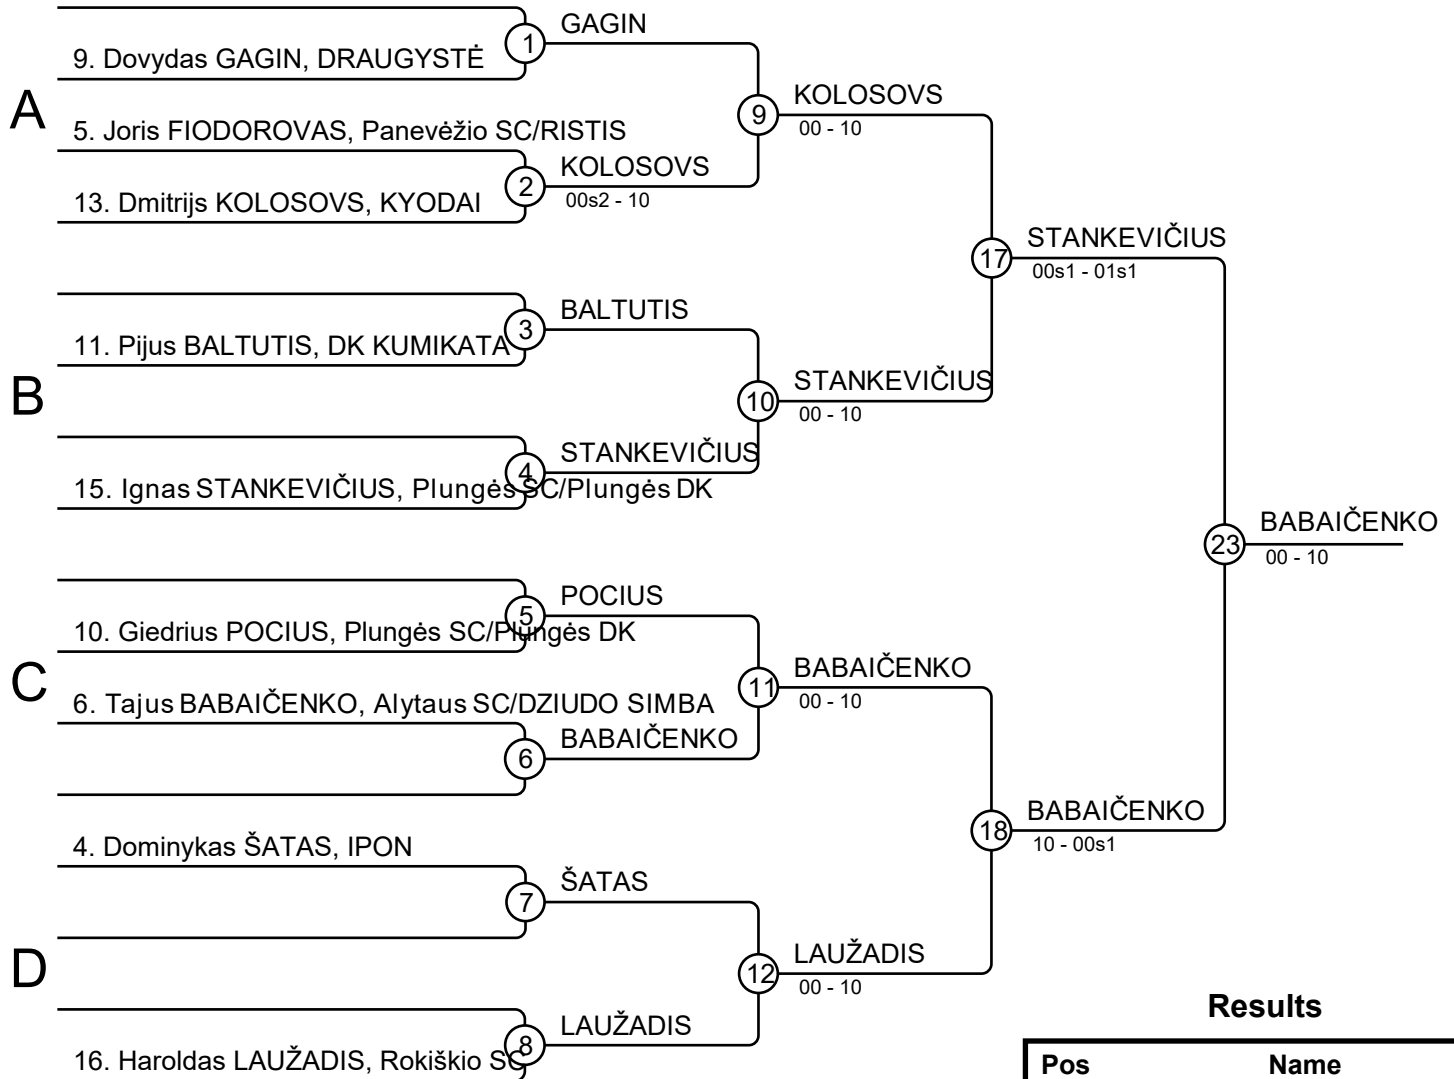 GAGIN
1
9. Dovydas GAGIN, DRAUGYSTĖ
A
KOLOSOVS
9
00 - 10
5. Joris FIODOROVAS, Panevėžio SC/RISTIS
KOLOSOVS
2
00s2 - 10
13. Dmitrijs KOLOSOVS, KYODAI
STANKEVIČIUS
17
00s1 - 01s1
BALTUTIS
3
11. Pijus BALTUTIS, DK KUMIKATA
B
STANKEVIČIUS
10
00 - 10
STANKEVIČIUS
4
15. Ignas STANKEVIČIUS, Plungės SC/Plungės DK
BABAIČENKO
23
00 - 10
POCIUS
5
10. Giedrius POCIUS, Plungės SC/Plungės DK
C
BABAIČENKO
11
00 - 10
6. Tajus BABAIČENKO, Alytaus SC/DZIUDO SIMBA
BABAIČENKO
6
BABAIČENKO
18
10 - 00s1
4. Dominykas ŠATAS, IPON
ŠATAS
7
D
LAUŽADIS
12
00 - 10
LAUŽADIS
8
16. Haroldas LAUŽADIS, Rokiškio SC
Results
Pos Name